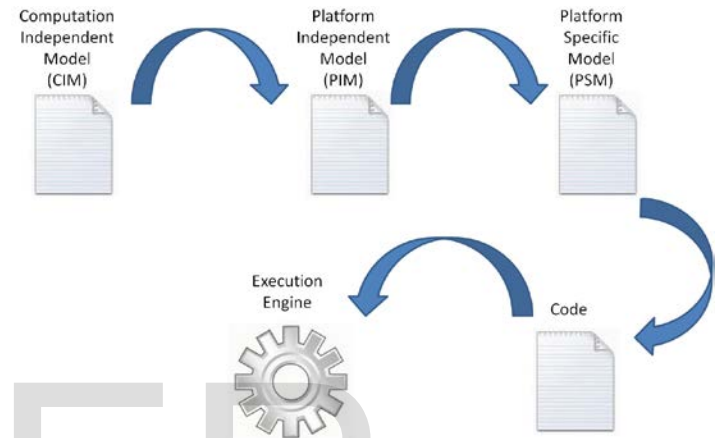 Computation
Independent
Model
(CIM)
Platform
Independent
Model
(PIM)
Platform
Specific
Model
(PSM)
Execution
Engine
Code